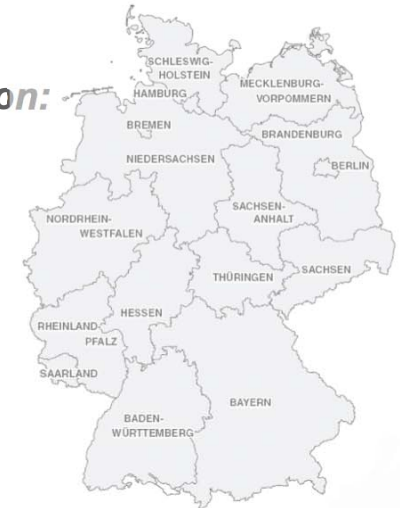 on:
SCHLESWIG-
HOLSTEIN
HAMBURG
MECKLENBURG-
VORPOMMERN
BREMEN
BRANDENBURG
NIEDERSACHSEN
BERLIN
SACHSEN-
ANHALT
NORDRHEIN-
WESTFALEN
THÜRINGEN
SACHSEN
HESSEN
RHEINLAND-
PFALZ
SAARLAND
BAYERN
BADEN-
WÜRTTEMBERG